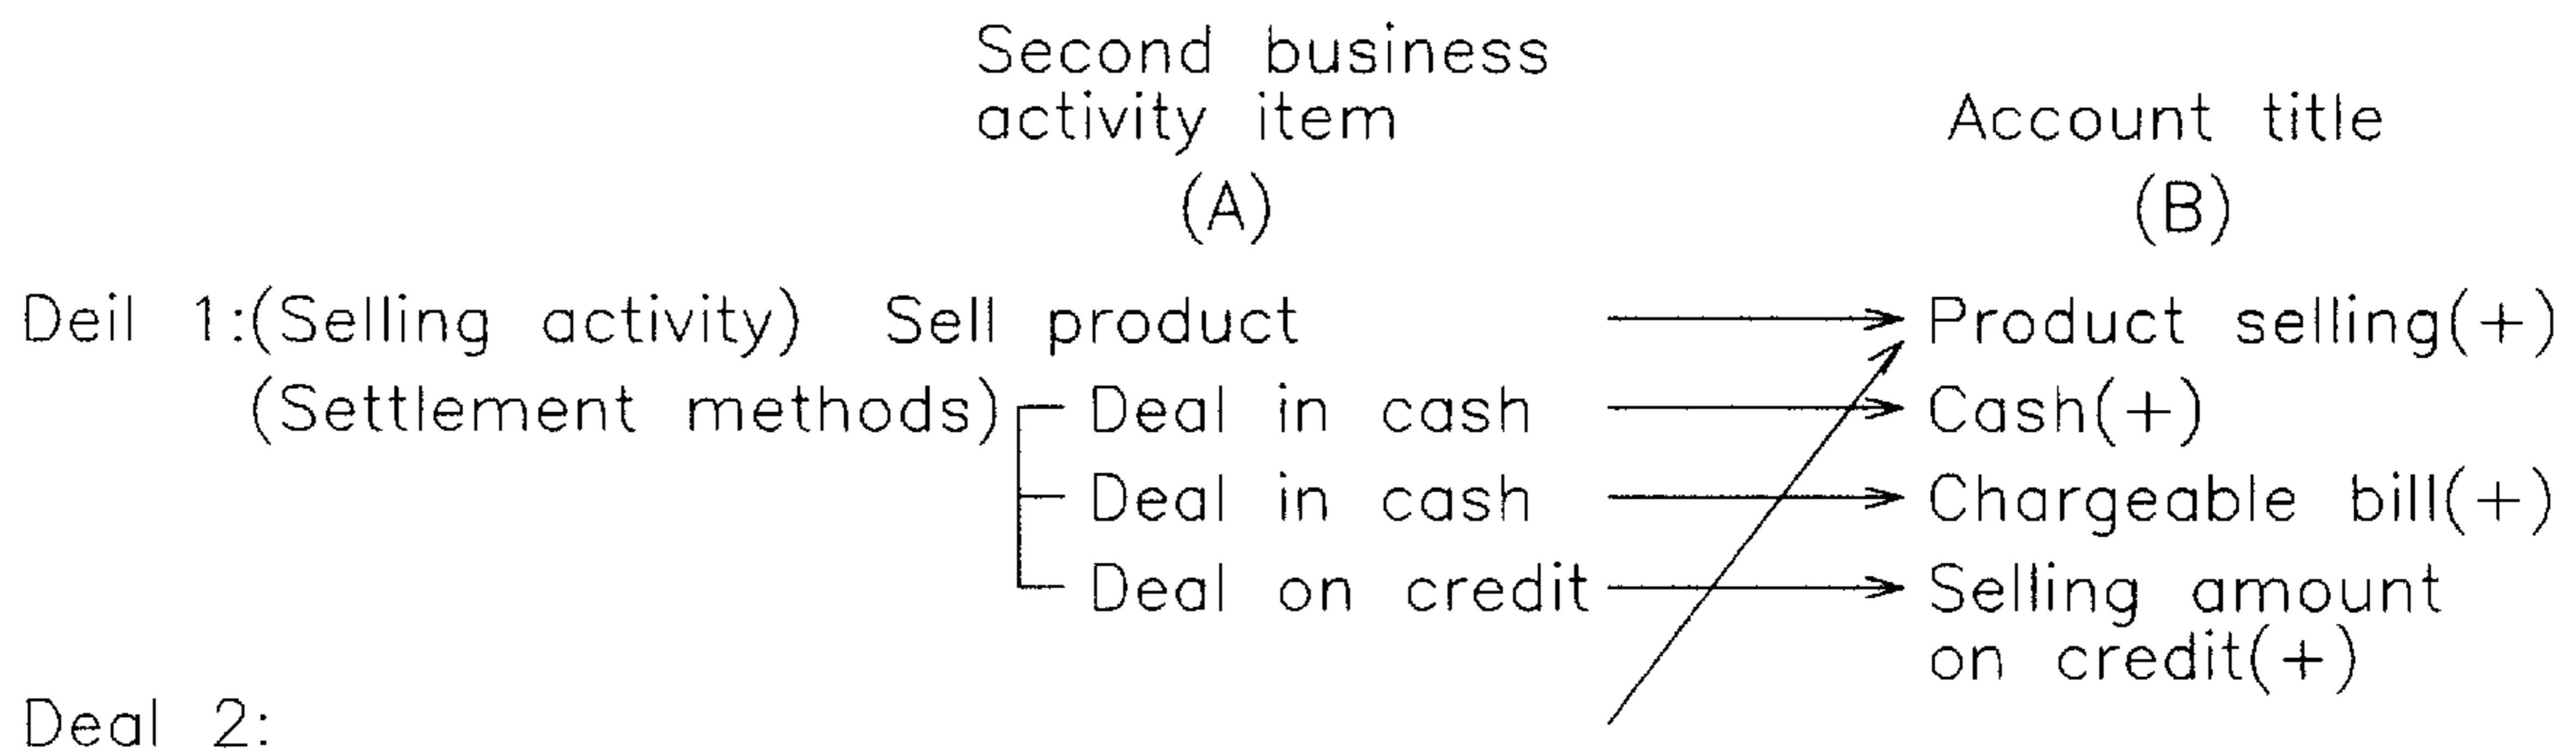 Second business
activity item
Account title
(A)
(B)
Deil 1:(Selling activity) Sell product
Product selling(+)
(Settlement methods)
Deal in cash
Cash(+)
Deal in cash
Chargeable bill(+)
Deal on credit
Selling amount
on credit(+)
Deal 2: